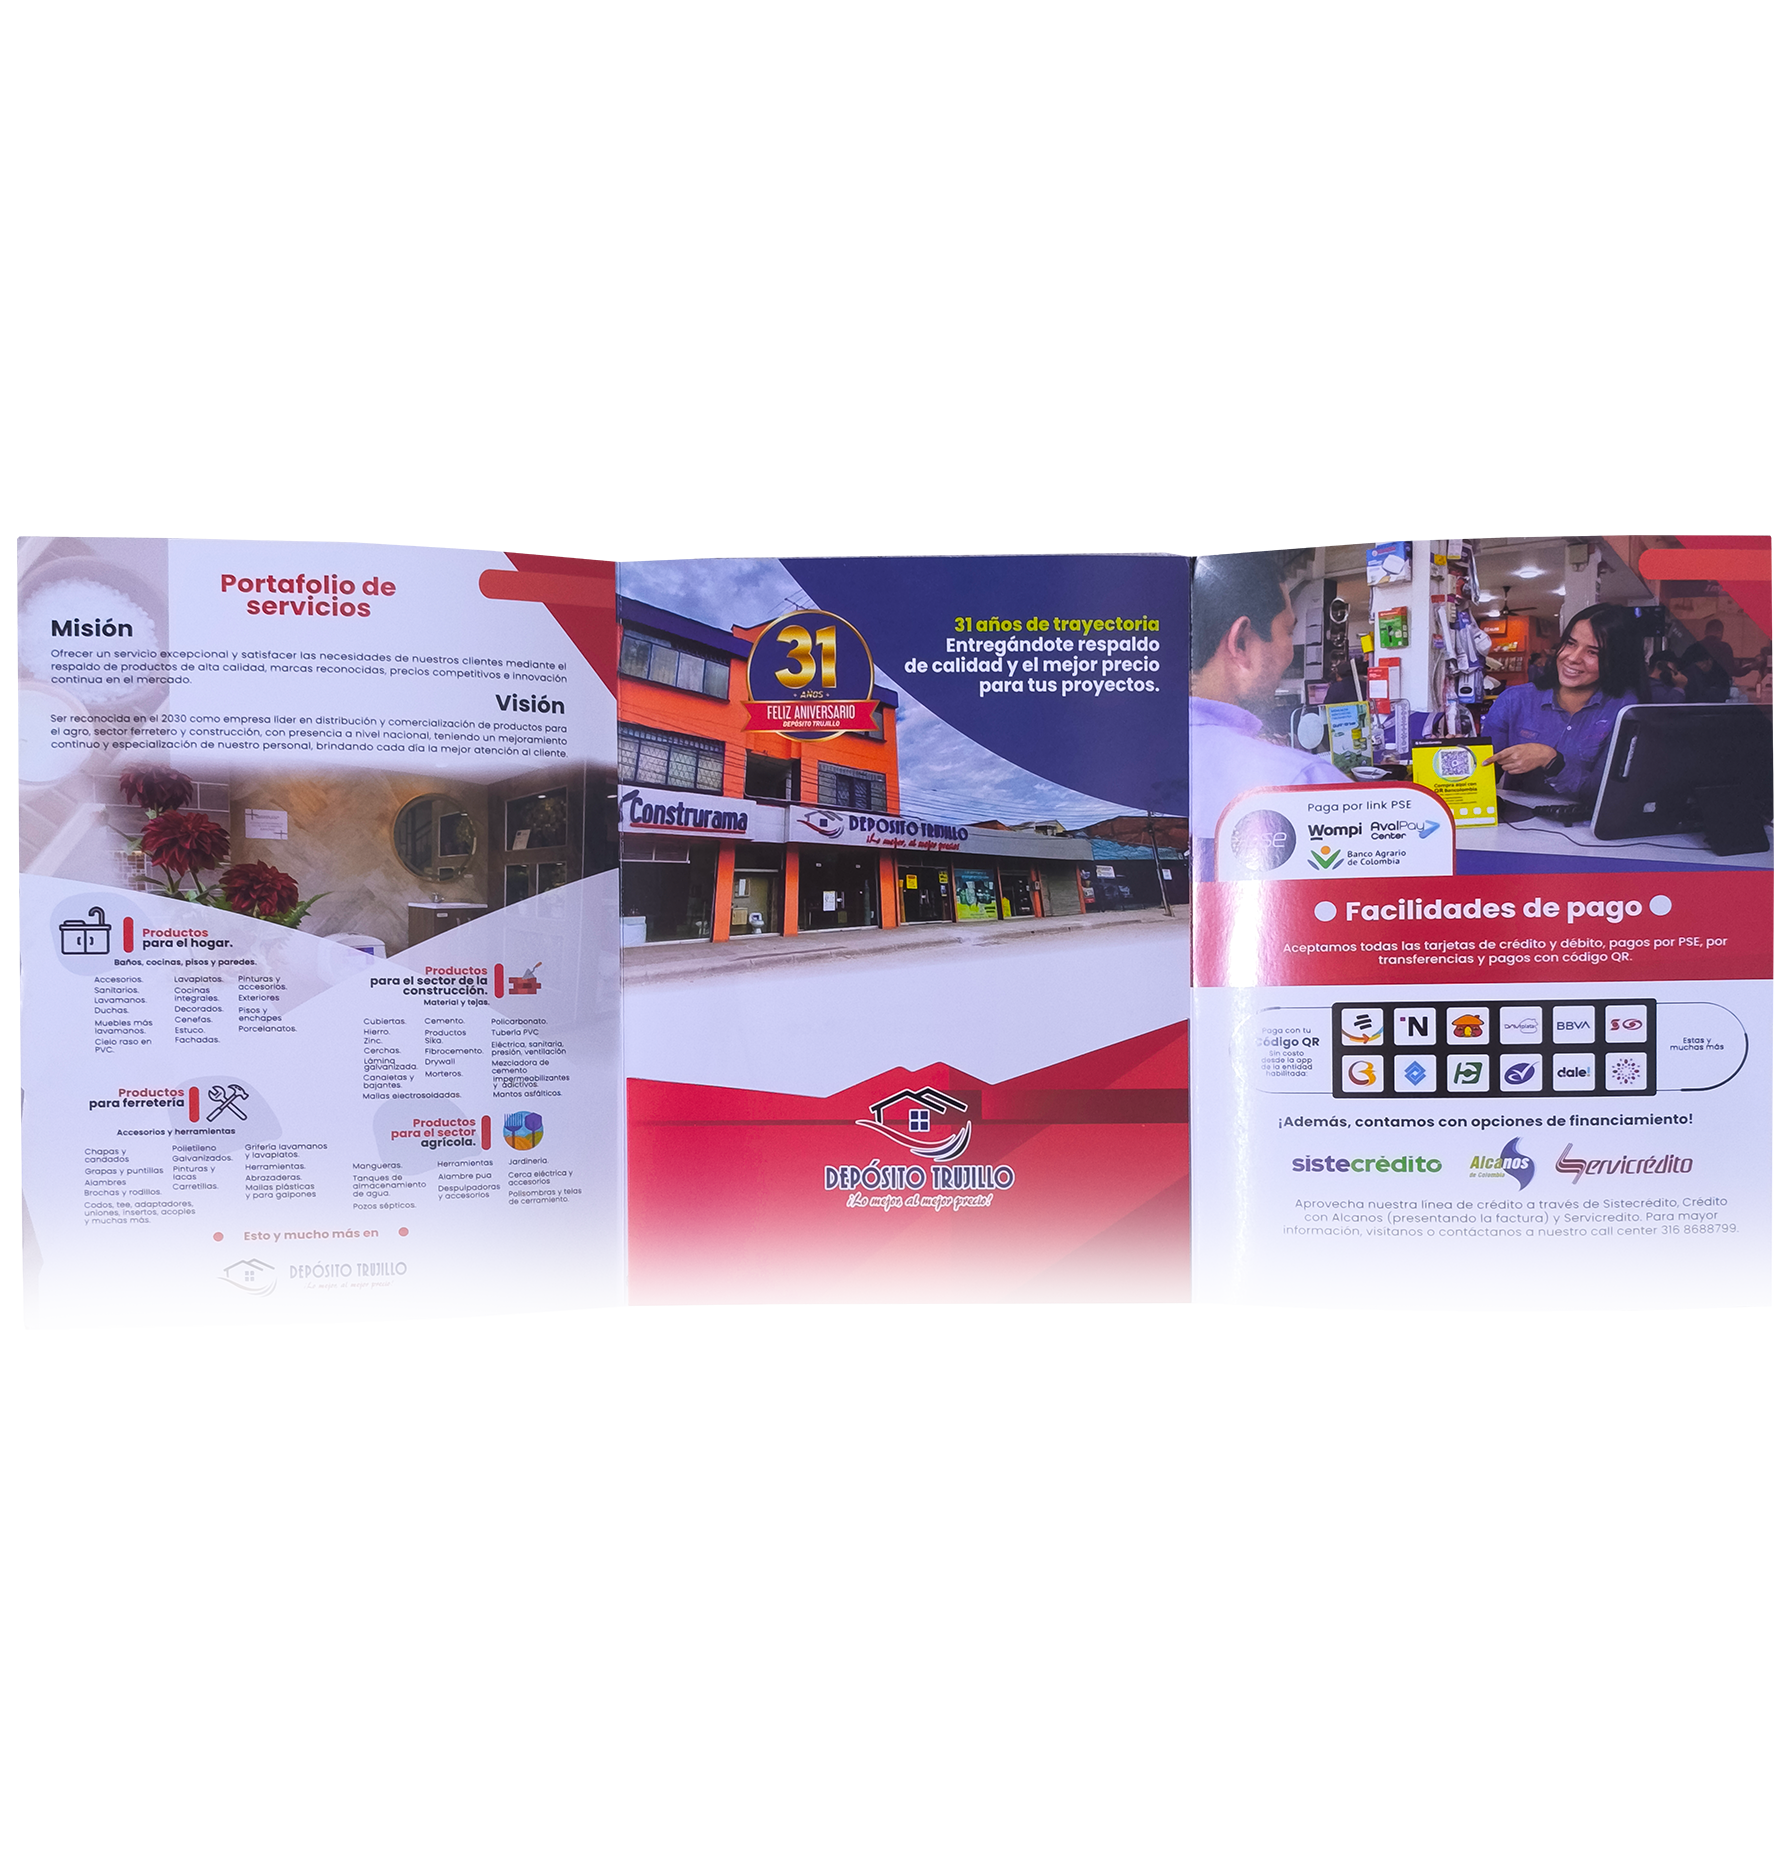 Portafolio de
servicios
Misión
Ofrecer un servicio excepcional y satisfacer las necesidades de nuestros clientes mediante el
respaldo de productos de alta calidad, marcas reconocidas, precios competitivos e innovación
continua en el mercado.
Visión
Ser reconocida en el 2030 como empresa líder en distribución y comercialización de productos para
el agro, sector ferretero y construcción, con presencia a nivel nacional, teniendo un mejoramiento
continuo y especialización de nuestro personal, brindando cada día la mejor atención al cliente.
Productos
para el hogar.
Baños, cocinas, pisos y paredes.
Accesorios.
Sanitarios.
Lavamanos.
Duchas.
Muebles más
lavamanos.
Cielo raso en
PVC.
Lavaplatos.
Cocinas
integrales.
Decorados.
Cenefas.
Estuco.
Fachadas.
Pinturas y
accesorios.
Exteriores
Pisos y
enchapes
Porcelanatos.
Productos
para el sector de la
construcción.
Material y tejas.
Cubiertas.
Hierro.
Zinc.
Cerchas.
Lámina
galvanizada.
Canaletas y
bajantes.
Mallas electrosoldadas.
Cemento.
Productos
Sika.
Fibrocemento.
Drywall
Morteros.
Policarbonato.
Tubería PVC
Eléctrica, sanitaria,
presión, ventilación
Mezcladora de
cemento
Impermeabilizantes
y adictivos.
Mantos asfálticos.
Productos
para ferretería
Accesorios y herramientas
Chapas y
candados
Grapas y puntillas
Alambres
Brochas y rodillos.
Codos, tee, adaptadores,
uniones, insertos, acoples
y muchas más.
Polietileno
Galvanizados.
Pinturas y
lacas
Carretillas.
Grifería lavamanos
y lavaplatos.
Herramientas.
Abrazaderas.
Mallas plásticas
y para galpones
Productos
para el sector
agrícola.
Mangueras.
Tanques de
almacenamiento
de agua.
Pozos sépticos.
Herramientas
Alambre pua
Despulpadoras
y accesorios
Jardinería.
Cerca eléctrica y
accesorios
Polisombras y telas
de cerramiento.
Esto y mucho más en
DEPÓSITO TRUJILLO
¡Lo mejor, al mejor precio!
31
AÑOS
FELIZ ANIVERSARIO
DEPÓSITO TRUJILLO
31 años de trayectoria
Entregándote respaldo
de calidad y el mejor precio
para tus proyectos.
Construrama
DEPÓSITO TRUJILLO
¡Lo mejor, al mejor precio!
DEPÓSITO TRUJILLO
¡Lo mejor, al mejor precio!
Paga por link PSE
Wompi
AvalPay
Center
Banco Agrario
de Colombia
Facilidades de pago
Aceptamos todas las tarjetas de crédito y débito, pagos por PSE, por
transferencias y pagos con código QR.
Paga con tu
Código QR
Sin costo
desde la app
de la entidad
habilitada:
N
BBVA
dale!
Estas y
muchas más
¡Además, contamos con opciones de financiamiento!
sistecrédito
Alcanos
de Colombia
Servicrédito
Aprovecha nuestra línea de crédito a través de Sistecrédito, Crédito
con Alcanos (presentando la factura) y Servicredito. Para mayor
información, visítanos o contáctanos a nuestro call center 316 8688799.